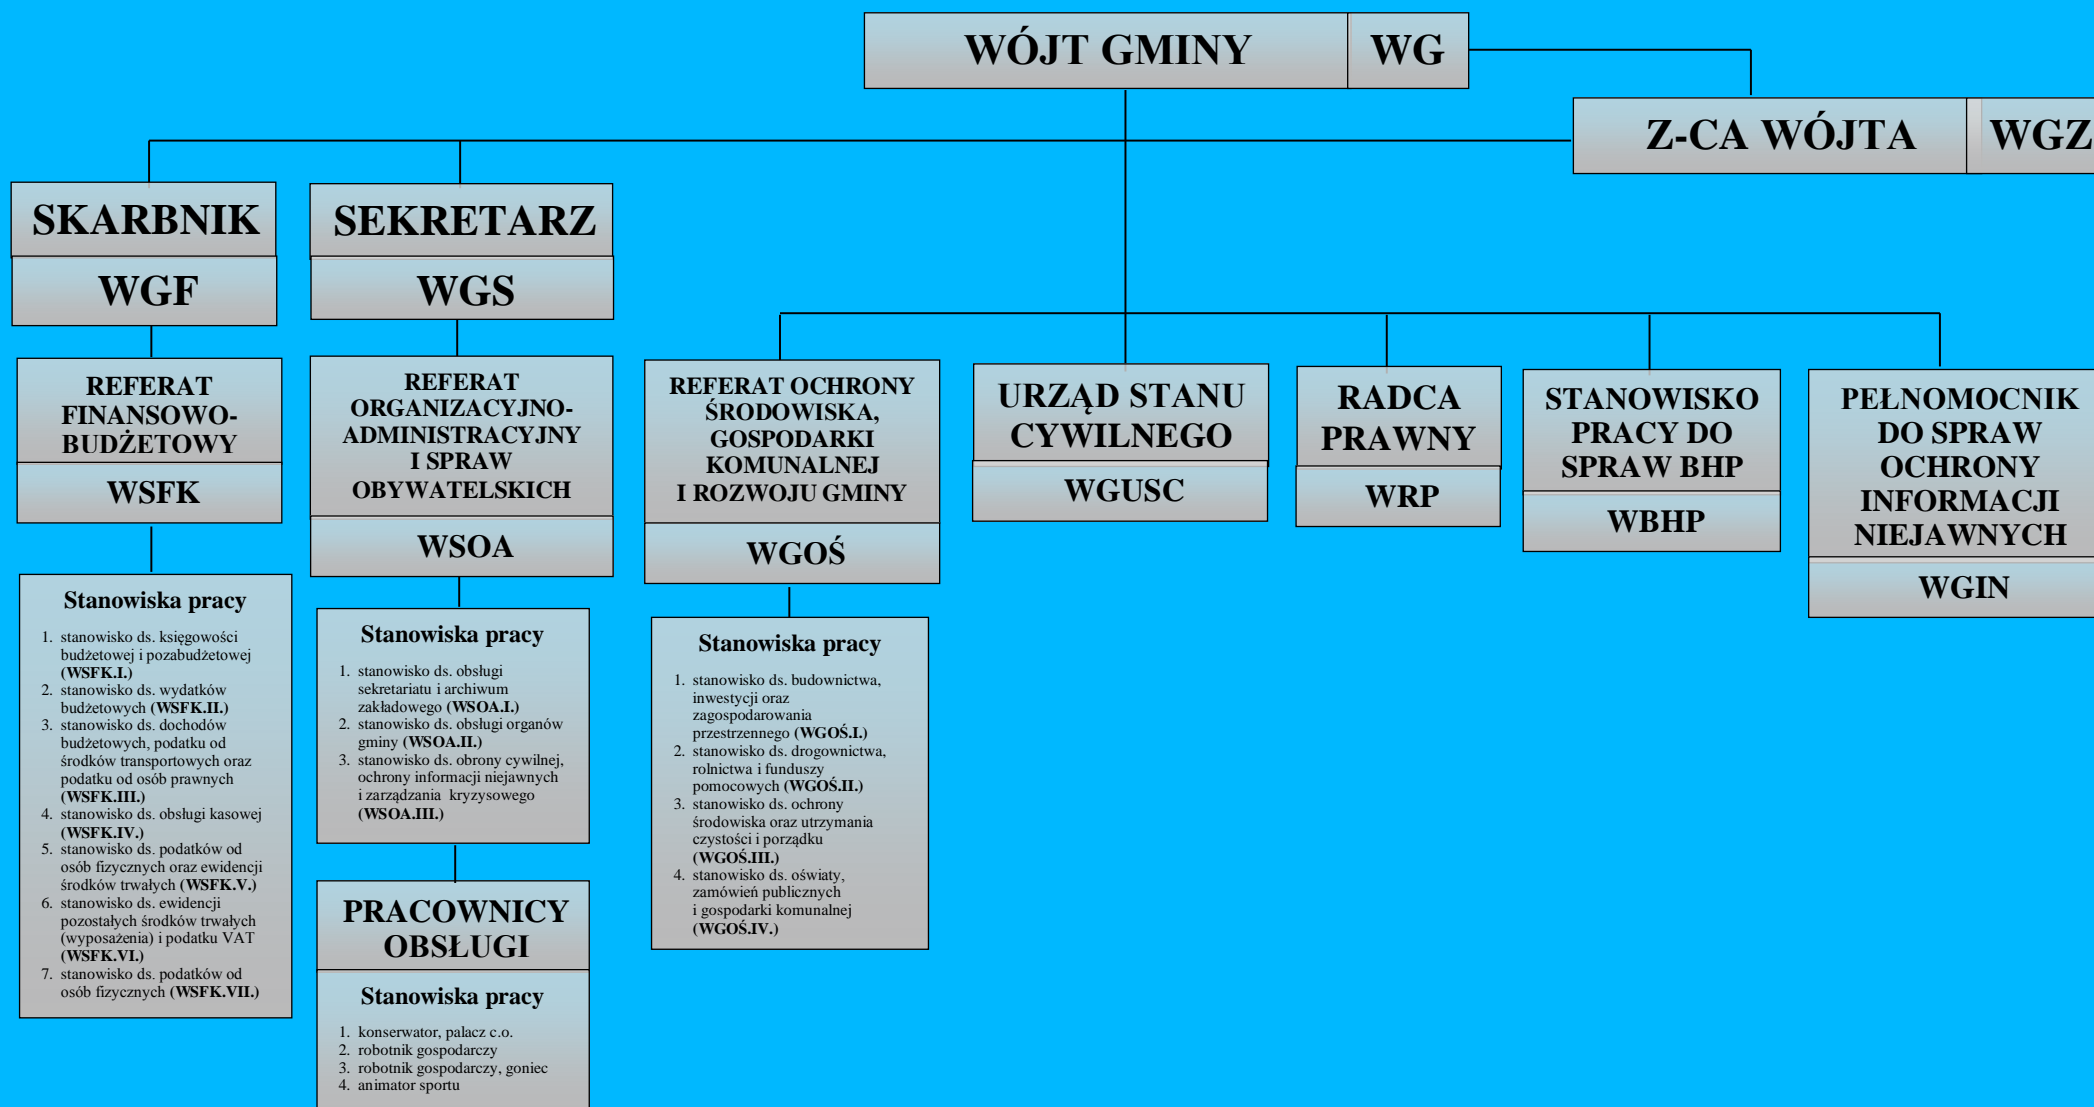 WÓJT GMINY WG
Z-CA WÓJTA WGZ
SKARBNIK
WGF
SEKRETARZ
WGS
REFERAT
FINANSOWO-
BUDŻETOWY
WSFK
REFERAT
ORGANIZACYJNO-
ADMINISTRACYJNY
I SPRAW
OBYWATELSKICH
WSOA
REFERAT OCHRONY
ŚRODOWISKA,
GOSPODARKI
KOMUNALNEJ
I ROZWOJU GMINY
WGOŚ
URZĄD STANU
CYWILNEGO
WGUSC
RADCA
PRAWNY
WRP
STANOWISKO
PRACY DO
SPRAW BHP
WBHP
PEŁNOMOCNIK
DO SPRAW
OCHRONY
INFORMACJI
NIEJAWNYCH
WGIN
Stanowiska pracy
1. stanowisko ds. księgowości
budżetowej i pozabudżetowej
(WSFK.I.)
2. stanowisko ds. wydatków
budżetowych (WSFK.II.)
3. stanowisko ds. dochodów
budżetowych, podatku od
środków transportowych oraz
podatku od osób prawnych
(WSFK.III.)
4. stanowisko ds. obsługi kasowej
(WSFK.IV.)
5. stanowisko ds. podatków od
osób fizycznych oraz ewidencji
środków trwałych (WSFK.V.)
6. stanowisko ds. ewidencji
pozostałych środków trwałych
(wyposażenia) i podatku VAT
(WSFK.VI.)
7. stanowisko ds. podatków od
osób fizycznych (WSFK.VII.)
Stanowiska pracy
1. stanowisko ds. obsługi
sekretariatu i archiwum
zakładowego (WSOA.I.)
2. stanowisko ds. obsługi organów
gminy (WSOA.II.)
3. stanowisko ds. obrony cywilnej,
ochrony informacji niejawnych
i zarządzania kryzysowego
(WSOA.III.)
PRACOWNICY
OBSŁUGI
Stanowiska pracy
1. konserwator, palacz c.o.
2. robotnik gospodarczy
3. robotnik gospodarczy, goniec
4. animator sportu
Stanowiska pracy
1. stanowisko ds. budownictwa,
inwestycji oraz
zagospodarowania
przestrzennego (WGOŚ.I.)
2. stanowisko ds. drogownictwa,
rolnictwa i funduszy
pomocowych (WGOŚ.II.)
3. stanowisko ds. ochrony
środowiska oraz utrzymania
czystości i porządku
(WGOŚ.III.)
4. stanowisko ds. oświaty,
zamówień publicznych
i gospodarki komunalnej
(WGOŚ.IV.)